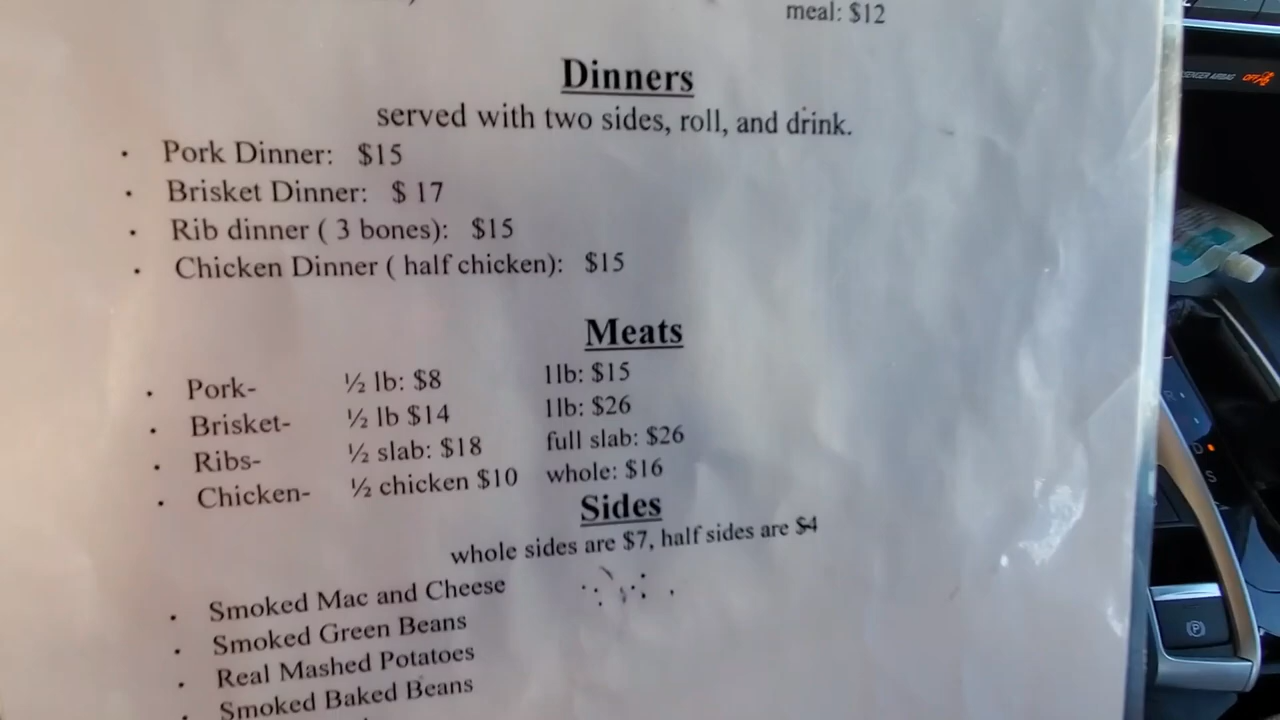 meal: $12
Dinners
served with two sides, roll, and drink.
· Pork Dinner: $15
· Brisket Dinner: $ 17
· Rib dinner ( 3 bones): $15
· Chicken Dinner ( half chicken): $15
Meats
· Pork- ½ lb: $8 1lb: $15
· Brisket- ½ lb $14 1lb: $26
· Ribs- ½ slab: $18 full slab: $26
· Chicken- ½ chicken $10 whole: $16
Sides
whole sides are $7, half sides are $4
· Smoked Mac and Cheese
· Smoked Green Beans
· Real Mashed Potatoes
· Smoked Baked Beans
AIRBAG OFF
D
S
P